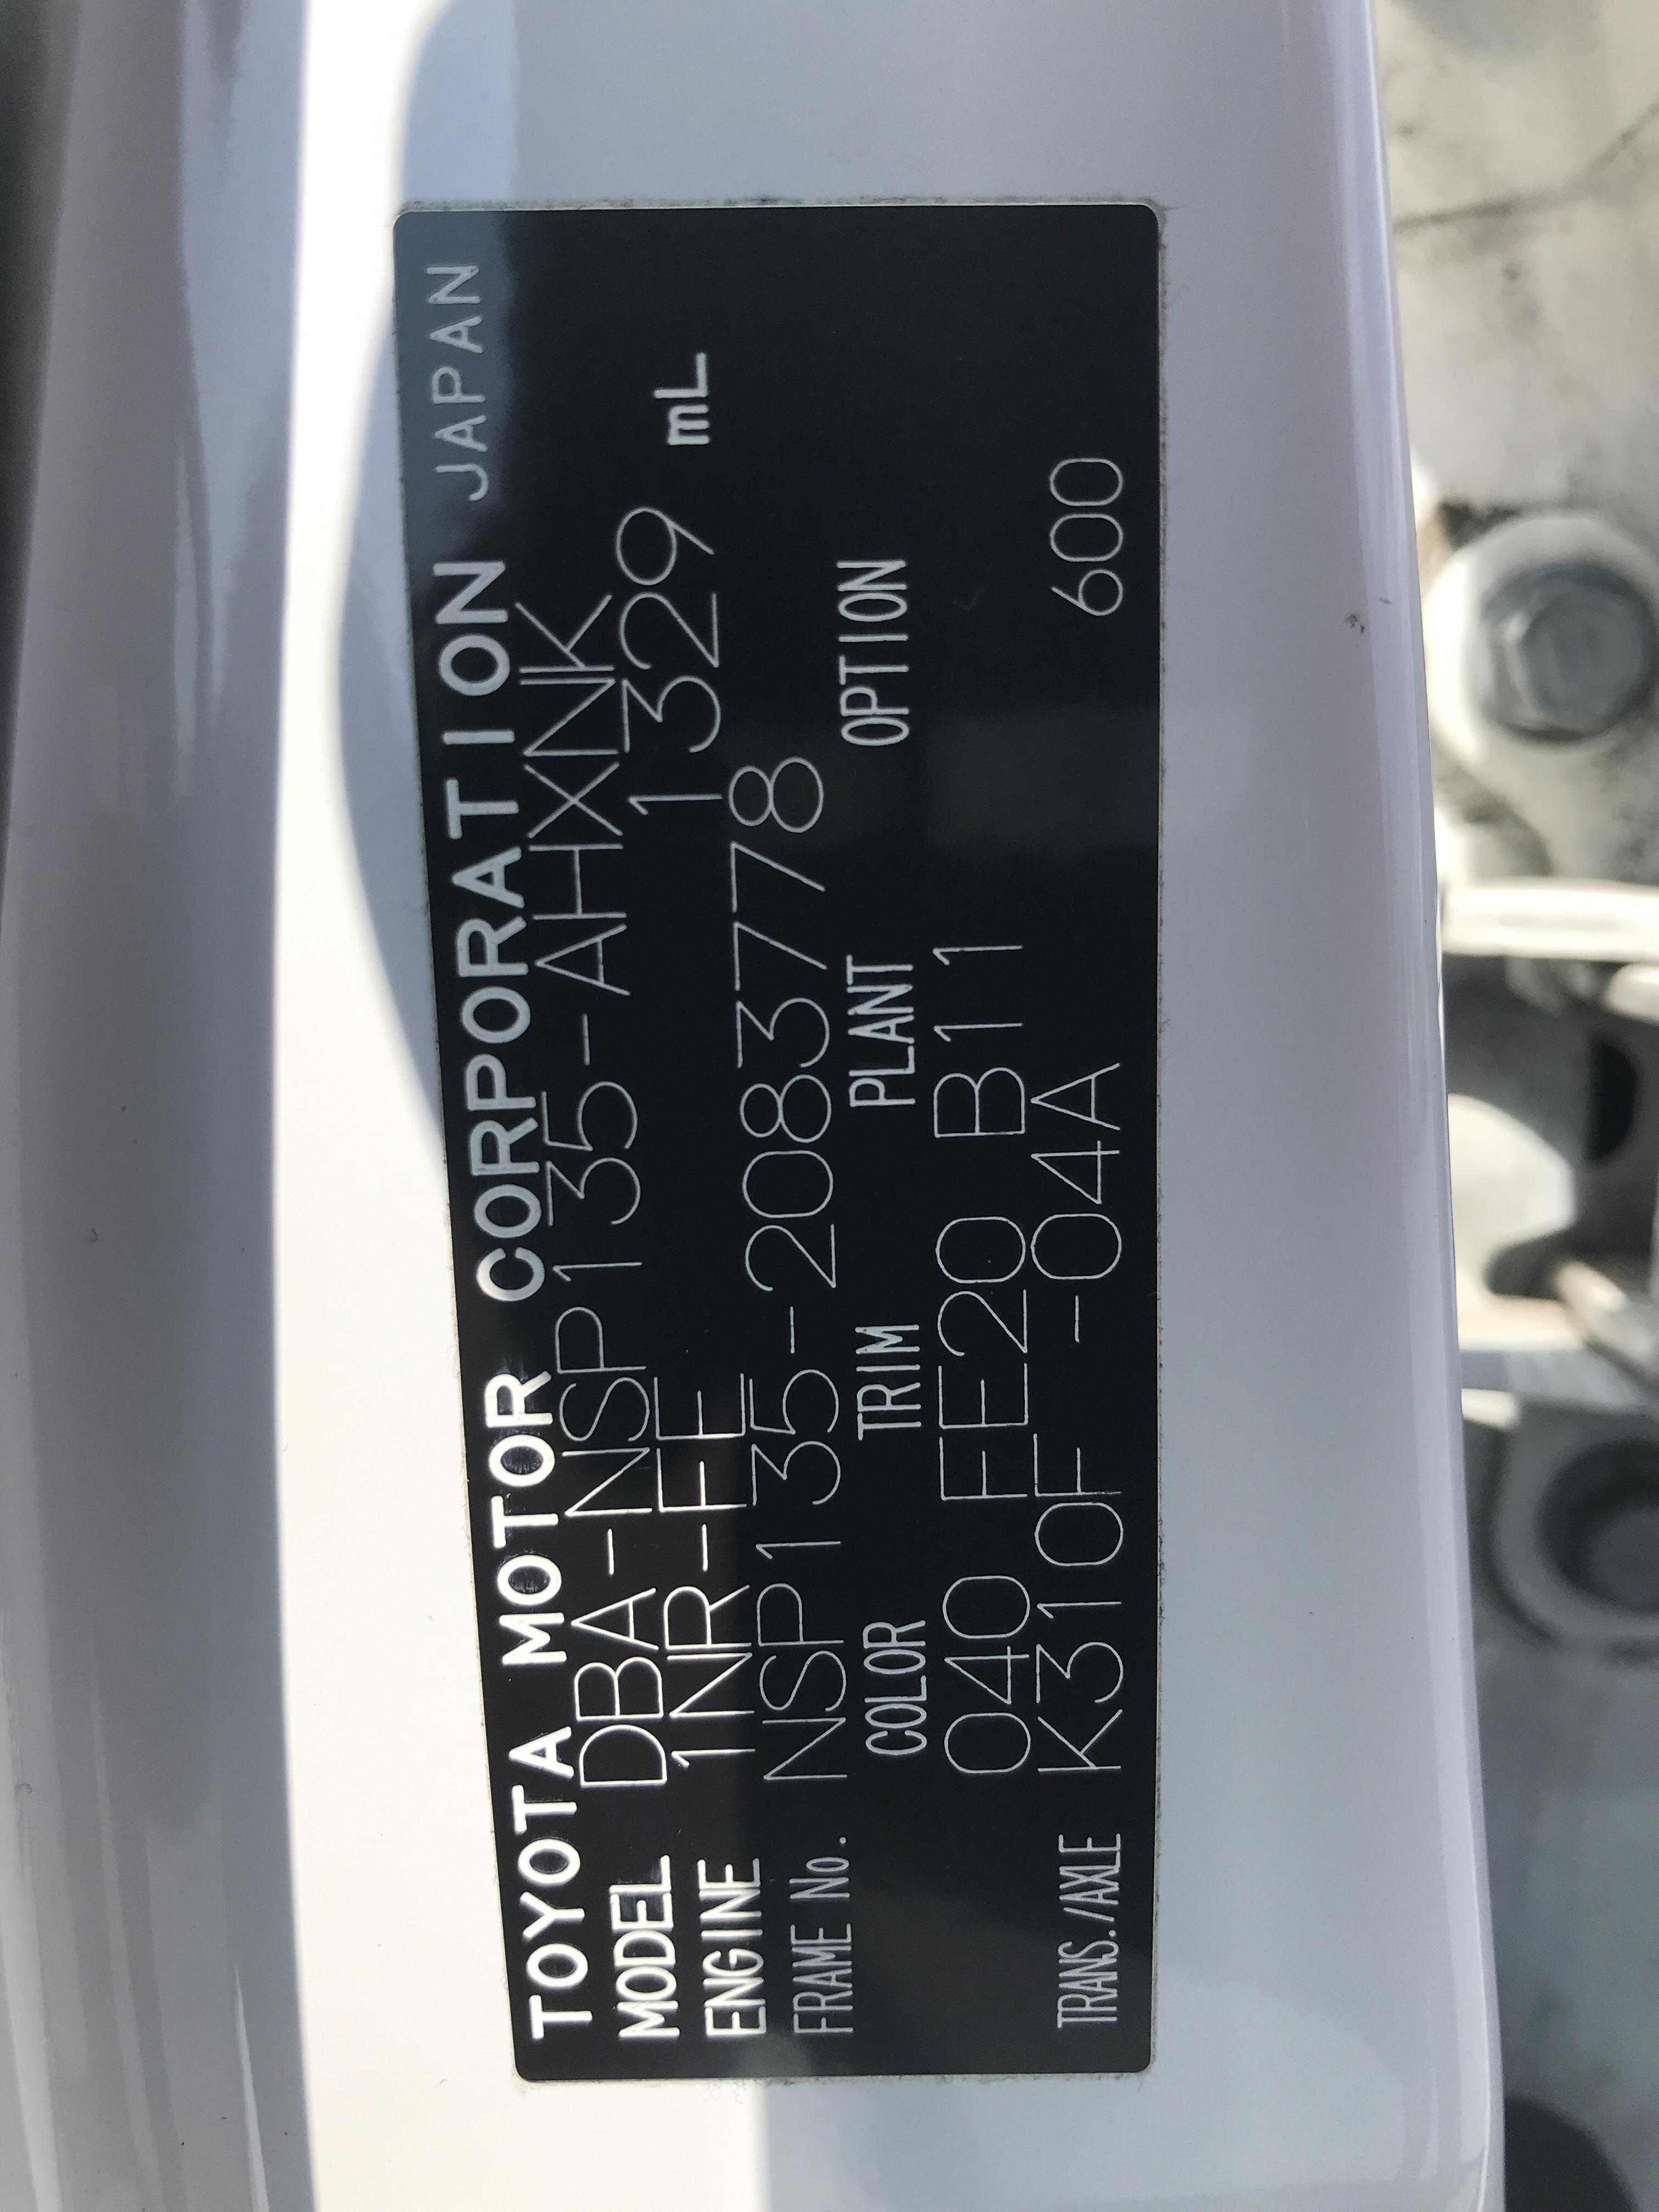 TOYOTA MOTOR CORPORATION JAPAN
MODEL DBA-NSP135-AHXNK
ENGINE 1NR-FE 1329 mL
FRAME No. NSP135-2083778
COLOR TRIM PLANT OPTION
040 FE20 B11
TRANS./AXLE K310F -04A 600